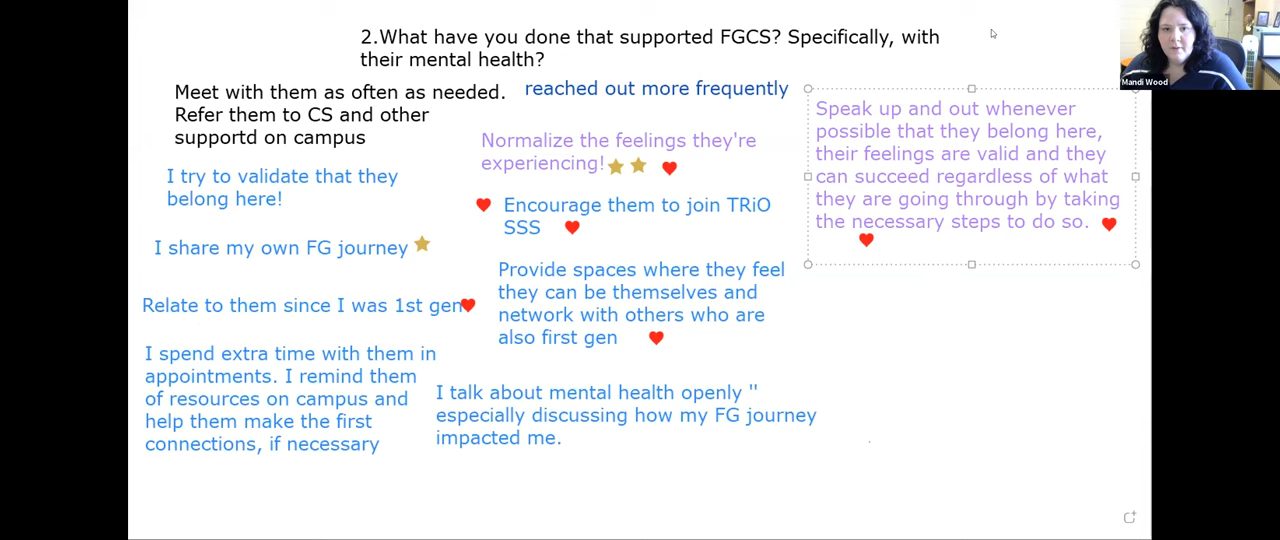 2.What have you done that supported FGCS? Specifically, with
their mental health?
Mandi Wood
Meet with them as often as needed.
Refer them to CS and other
supportd on campus
reached out more frequently
Speak up and out whenever
possible that they belong here,
their feelings are valid and they
can succeed regardless of what
they are going through by taking
the necessary steps to do so.
Normalize the feelings they're
experiencing!
I try to validate that they
belong here!
Encourage them to join TRiO
SSS
I share my own FG journey
Provide spaces where they feel
they can be themselves and
network with others who are
also first gen
Relate to them since I was 1st gen
I spend extra time with them in
appointments. I remind them
of resources on campus and
help them make the first
connections, if necessary
I talk about mental health openly "
especially discussing how my FG journey
impacted me.